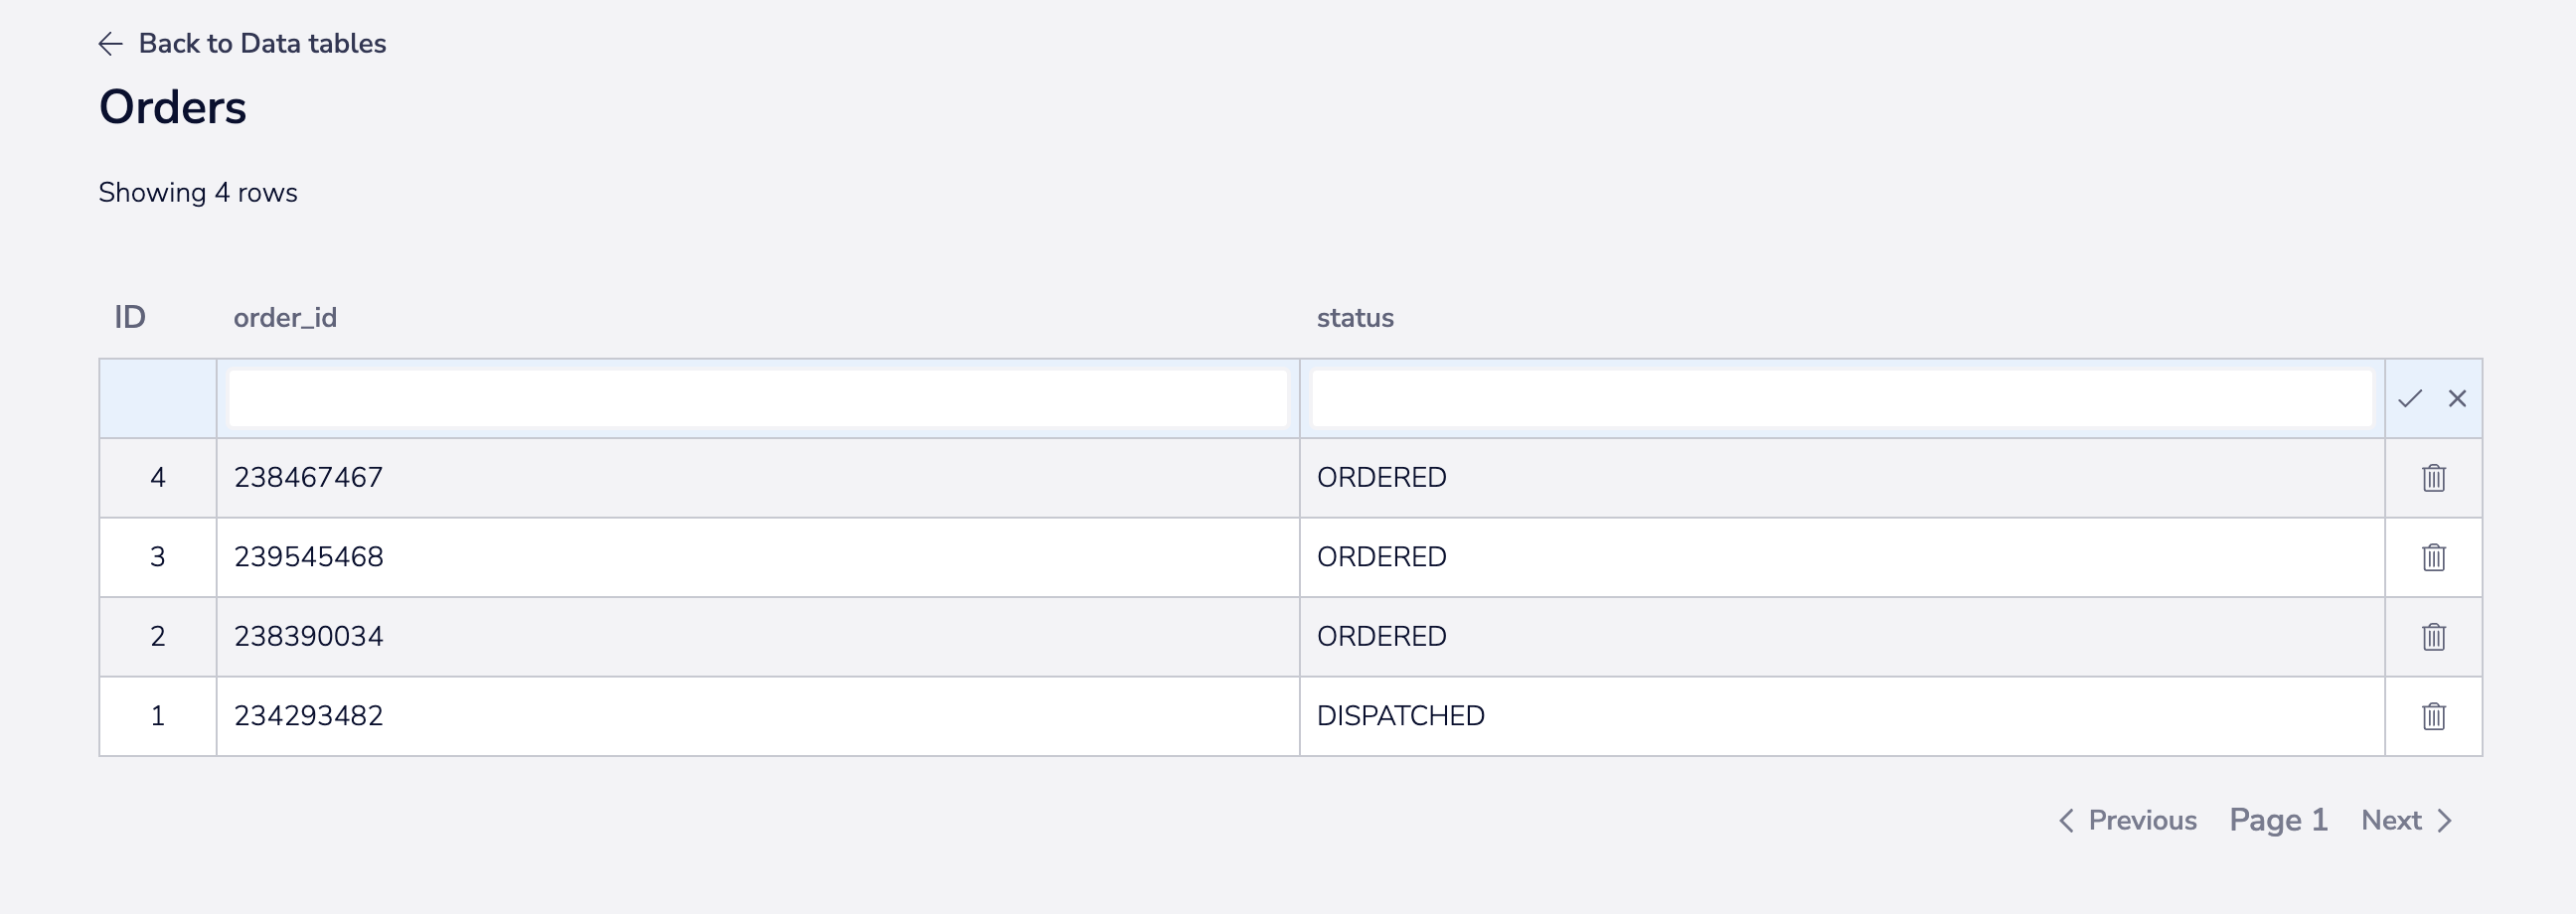 Back to Data tables
Orders
Showing 4 rows
ID order_id status
4 238467467 ORDERED
3 239545468 ORDERED
2 238390034 ORDERED
1 234293482 DISPATCHED
Previous Page 1 Next